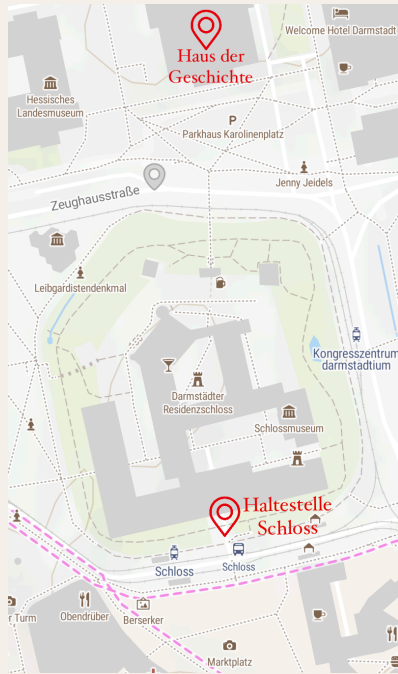 Haus der
Geschichte
Welcome Hotel Darmstadt
Hessisches
Landesmuseum
P
Parkhaus Karolinenplatz
Jenny Jeidels
Zeughausstraße
Leibgardistendenkmal
Kongresszentrum
darmstadtium
Darmstädter
Residenzschloss
Schlossmuseum
Haltestelle
Schloss
Schloss
Schloss
r Turm
Obendrüber
Berserker
Marktplatz